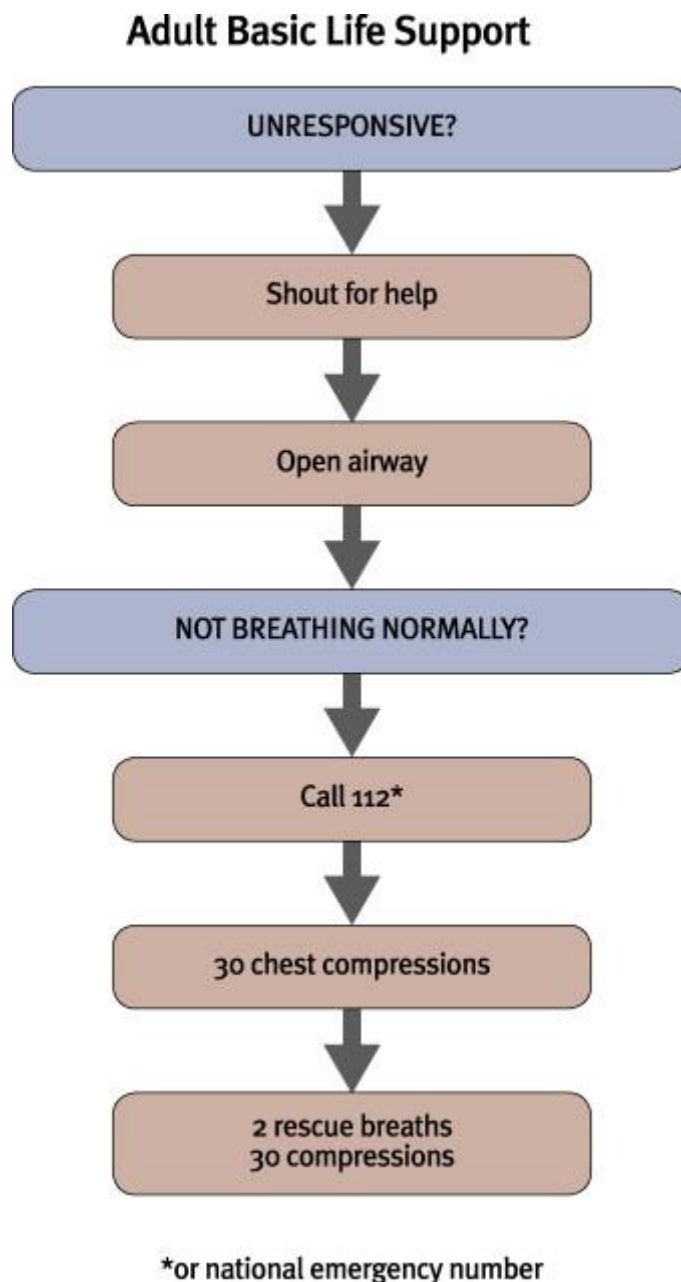 Adult Basic Life Support
UNRESPONSIVE?
Shout for help
Open airway
NOT BREATHING NORMALLY?
Call 112*
30 chest compressions
2 rescue breaths
30 compressions
*or national emergency number